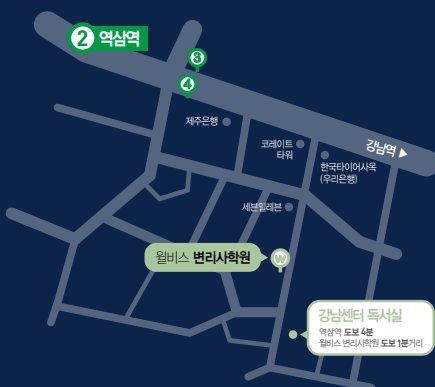 2 역삼역
3
4
제주은행
코레이트
타워
강남역 ▶
한국타이어사옥
(우리은행)
세븐일레븐
윌비스 변리사학원
W
강남센터 독서실
역삼역 도보 4분
윌비스 변리사학원 도보 1분거리